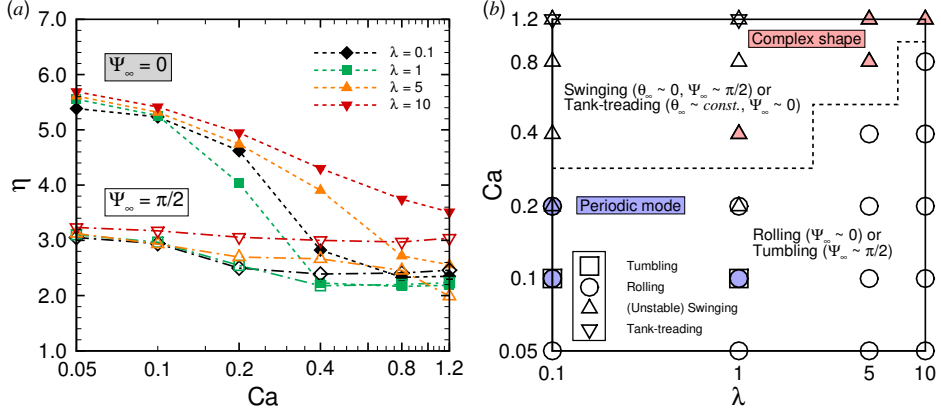 (a)
η
7.0
6.0
5.0
4.0
3.0
2.0
1.0
Ψ∞ = 0
Ψ∞ = π/2
λ = 0.1
λ = 1
λ = 5
λ = 10
0.05
0.1
0.2
0.4
0.8
1.2
Ca
(b)
Ca
1.2
0.8
0.4
0.2
0.1
0.05
Complex shape
Swinging (θ∞ ~ 0, Ψ∞ ~ π/2) or
Tank-treading (θ∞ ~ const., Ψ∞ ~ 0)
Periodic mode
Rolling (Ψ∞ ~ 0) or
Tumbling (Ψ∞ ~ π/2)
Tumbling
Rolling
(Unstable) Swinging
Tank-treading
0.1
1
5
10
λ